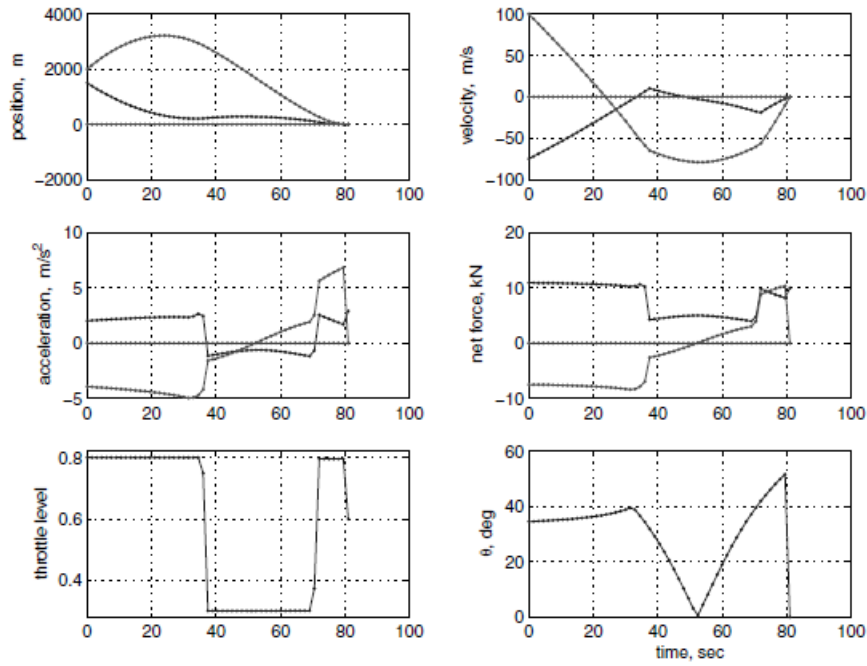 position, m
4000
2000
0
−2000
0 20 40 60 80 100
velocity, m/s
100
50
0
−50
−100
0 20 40 60 80 100
acceleration, m/s²
10
5
0
−5
0 20 40 60 80 100
net force, kN
20
10
0
−10
0 20 40 60 80 100
throttle level
0.8
0.6
0.4
0 20 40 60 80 100
θ, deg
60
40
20
0
0 20 40 60 80 100
time, sec